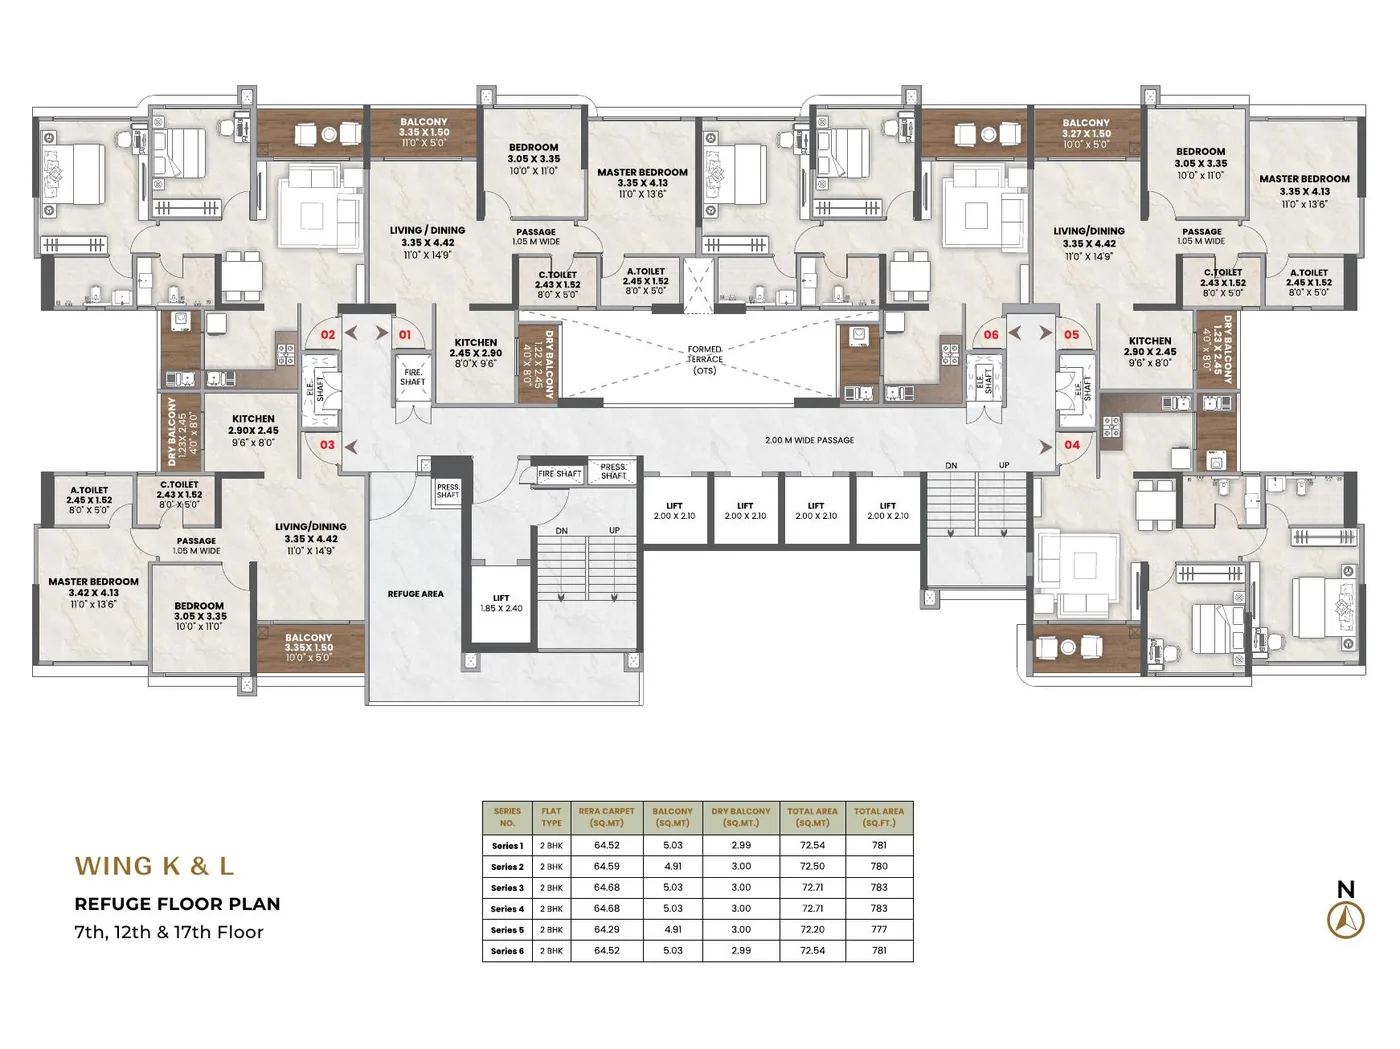 BALCONY
3.35 X 1.50
11'0" X 5'0"
BEDROOM
3.05 X 3.35
10'0" X 11'0"
MASTER BEDROOM
3.35 X 4.13
11'0" X 13'6"
LIVING / DINING
3.35 X 4.42
11'0" X 14'9"
PASSAGE
1.05 M WIDE
C.TOILET
2.43 X 1.52
8'0" X 5'0"
A.TOILET
2.45 X 1.52
8'0" X 5'0"
KITCHEN
2.45 X 2.90
8'0" X 9'6"
DRY BALCONY
1.22 X 2.45
4'0" X 8'0"
BALCONY
3.27 X 1.50
10'0" X 5'0"
BEDROOM
3.05 X 3.35
10'0" X 11'0"
MASTER BEDROOM
3.35 X 4.13
11'0" X 13'6"
LIVING/DINING
3.35 X 4.42
11'0" X 14'9"
PASSAGE
1.05 M WIDE
C.TOILET
2.43 X 1.52
8'0" X 5'0"
A.TOILET
2.45 X 1.52
8'0" X 5'0"
KITCHEN
2.90 X 2.45
9'6" X 8'0"
DRY BALCONY
1.23 X 2.45
4'0" X 8'0"
FORMED
TERRACE
(OTS)
02
01
06
05
03
04
ELE.
SHAFT
FIRE.
SHAFT
ELE.
SHAFT
ELE.
SHAFT
2.00 M WIDE PASSAGE
DRY BALCONY
1.23X 2.45
4'0" X 8'0"
KITCHEN
2.90X 2.45
9'6" X 8'0"
A.TOILET
2.45 X 1.52
8'0" X 5'0"
C.TOILET
2.43 X 1.52
8'0" X 5'0"
PASSAGE
1.05 M WIDE
LIVING/DINING
3.35 X 4.42
11'0" X 14'9"
MASTER BEDROOM
3.42 X 4.13
11'0" X 13'6"
BEDROOM
3.05 X 3.35
10'0" X 11'0"
BALCONY
3.35X 1.50
10'0" X 5'0"
PRESS.
SHAFT
FIRE SHAFT
PRESS.
SHAFT
REFUGE AREA
LIFT
1.85 X 2.40
DN
UP
LIFT
2.00 X 2.10
LIFT
2.00 X 2.10
LIFT
2.00 X 2.10
LIFT
2.00 X 2.10
DN
UP
SERIES NO. FLAT TYPE RERA CARPET (SQ.MT) BALCONY (SQ.MT) DRY BALCONY (SQ.MT.) TOTAL AREA (SQ.MT) TOTAL AREA (SQ.FT.)
Series 1 2 BHK 64.52 5.03 2.99 72.54 781
Series 2 2 BHK 64.59 4.91 3.00 72.50 780
Series 3 2 BHK 64.68 5.03 3.00 72.71 783
Series 4 2 BHK 64.68 5.03 3.00 72.71 783
Series 5 2 BHK 64.29 4.91 3.00 72.20 777
Series 6 2 BHK 64.52 5.03 2.99 72.54 781
WING K & L
REFUGE FLOOR PLAN
7th, 12th & 17th Floor
N